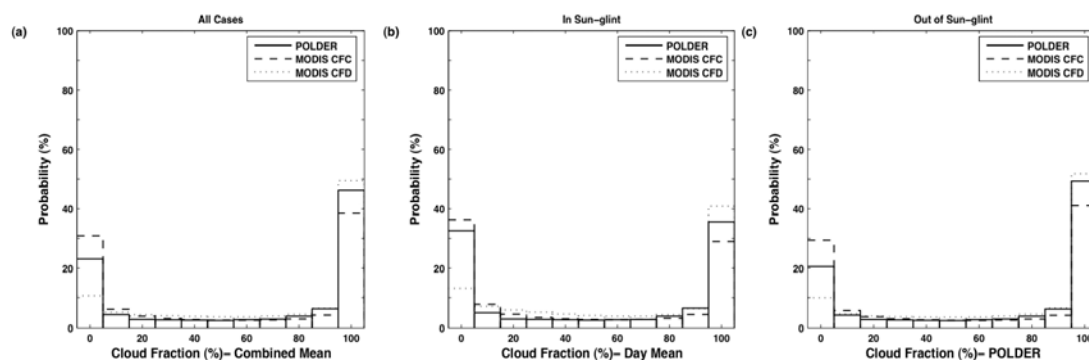 All Cases
(a)
POLDER
MODIS CFC
MODIS CFD
Probability (%)
100
80
60
40
20
0
0 20 40 60 80 100
Cloud Fraction (%)– Combined Mean
In Sun–glint
(b)
POLDER
MODIS CFC
MODIS CFD
Probability (%)
100
80
60
40
20
0
0 20 40 60 80 100
Cloud Fraction (%)– Day Mean
Out of Sun–glint
(c)
POLDER
MODIS CFC
MODIS CFD
Probability (%)
100
80
60
40
20
0
0 20 40 60 80 100
Cloud Fraction (%)– POLDER